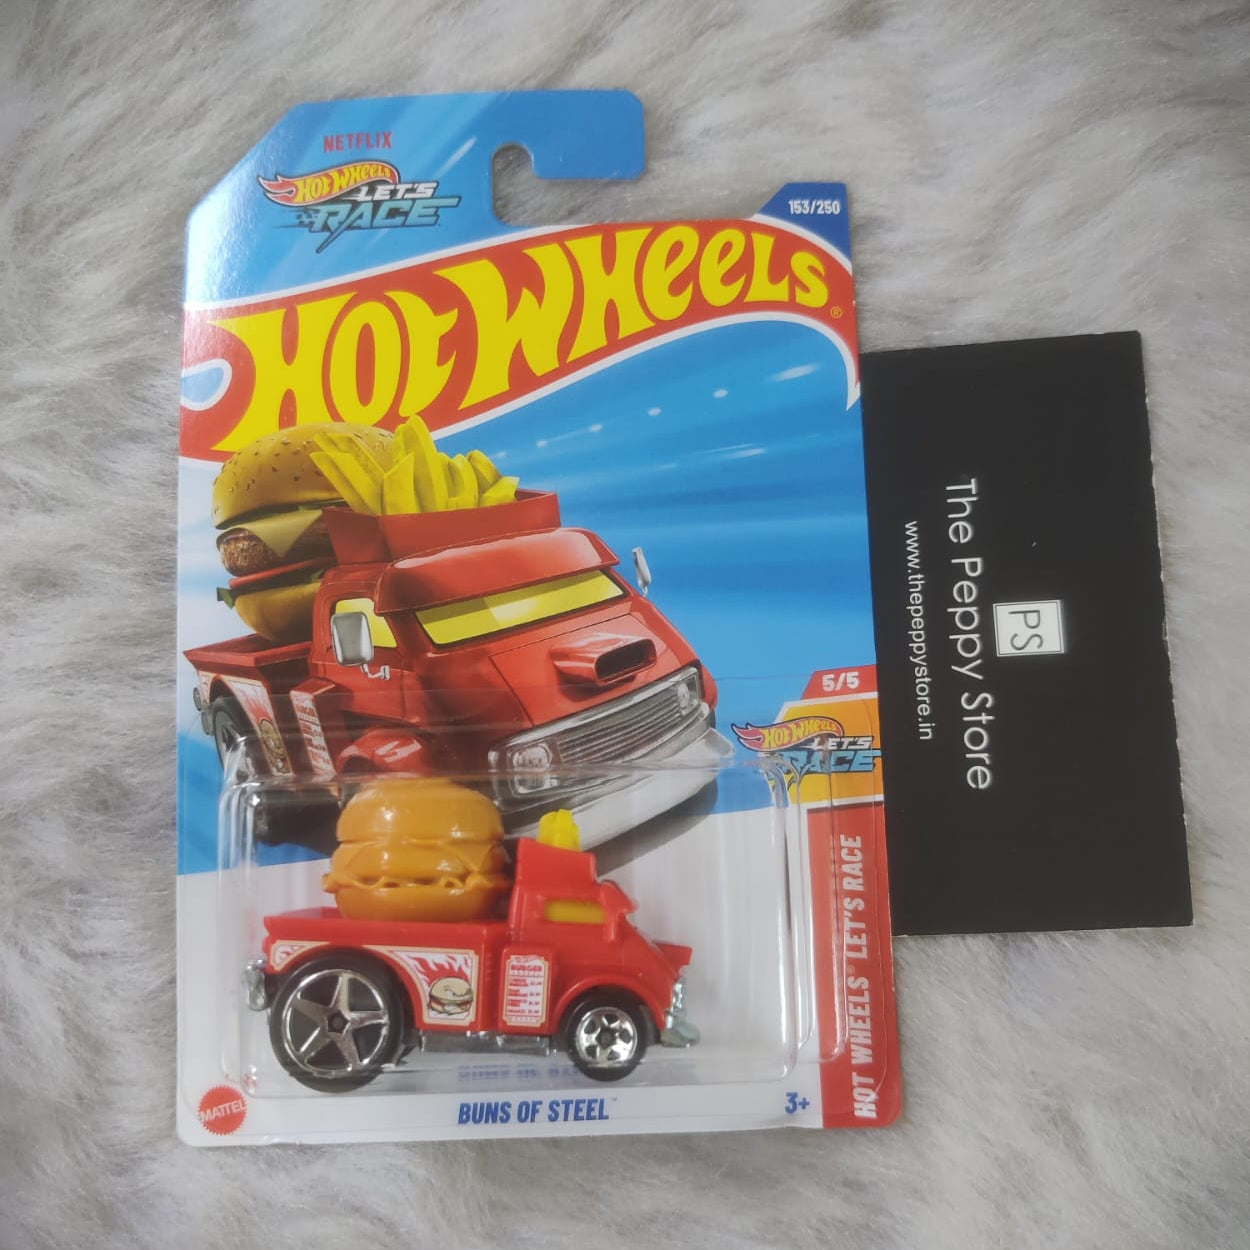 NETFLIX
HOT WHEELS
LET'S
RACE
153/250
HOT WHEELS®
5/5
HOT WHEELS
LET'S
RACE
HOT WHEELS® LET'S RACE
MATTEL
BUNS OF STEEL™
3+
PS
The Peppy Store
www.thepeppystore.in